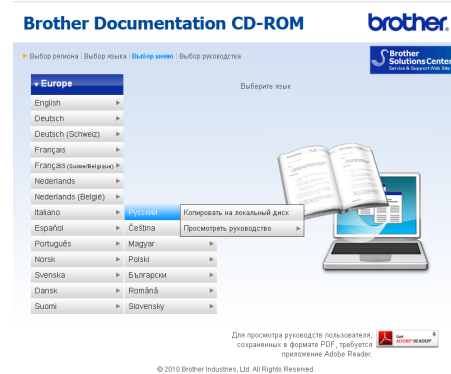 Brother Documentation CD-ROM
brother.
Выбор региона | Выбор языка | Выбор меню | Выбор руководства
Brother
Solutions Center
Service & Support Web Site
Europe
Выберите язык
English
Deutsch
Deutsch (Schweiz)
Français
Français (Suisse/Belgique)
Nederlands
Nederlands (België)
Italiano
Русский
Копировать на локальный диск
Español
Čeština
Просмотреть руководство
Português
Magyar
Norsk
Polski
Svenska
Български
Dansk
Română
Suomi
Slovensky
Для просмотра руководств пользователя,
сохраненных в формате PDF, требуется
приложение Adobe Reader.
Get
ADOBE® READER®
© 2010 Brother Industries, Ltd. All Rights Reserved.